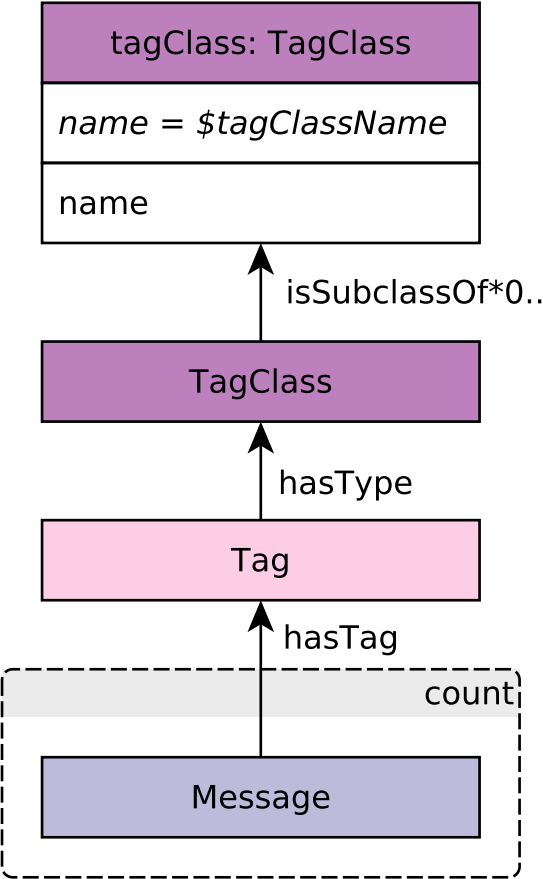 tagClass: TagClass
name = $tagClassName
name
isSubclassOf*0..
TagClass
hasType
Tag
hasTag
count
Message